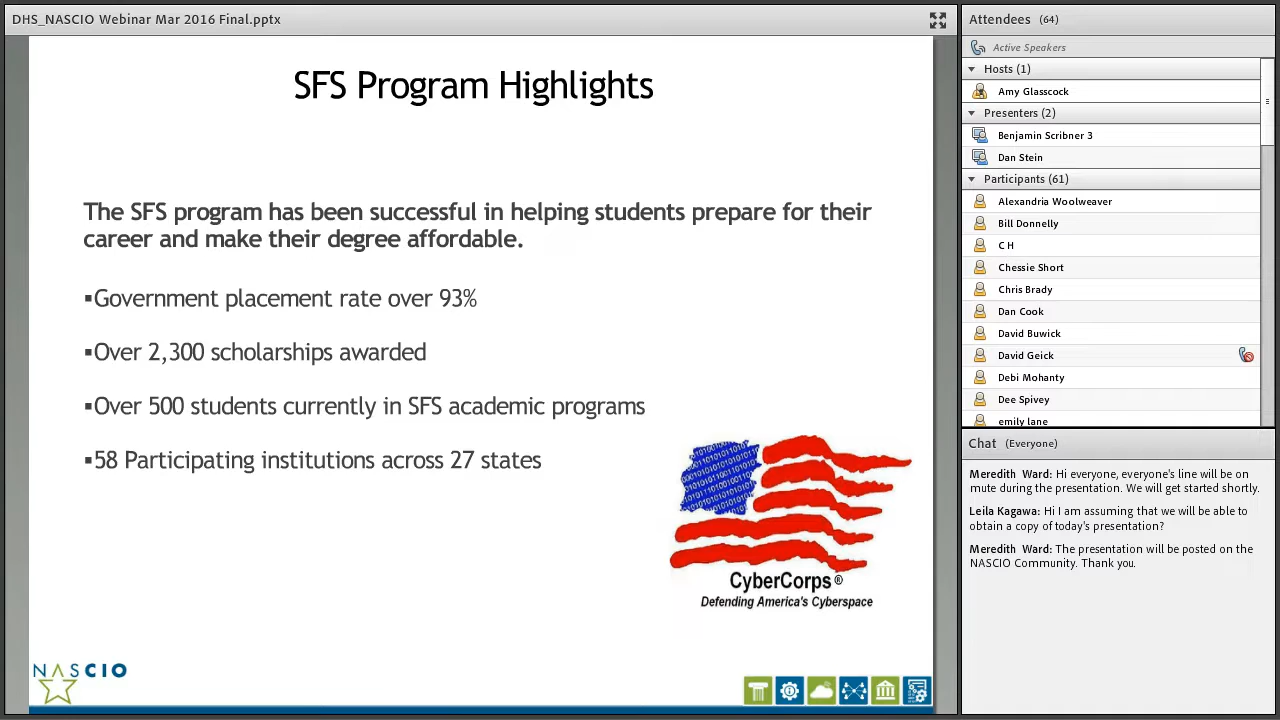 DHS_NASCIO Webinar Mar 2016 Final.pptx
SFS Program Highlights
The SFS program has been successful in helping students prepare for their
career and make their degree affordable.
▪Government placement rate over 93%
▪Over 2,300 scholarships awarded
▪Over 500 students currently in SFS academic programs
▪58 Participating institutions across 27 states
CyberCorps®
Defending America's Cyberspace
NASCIO
Attendees (64)
Active Speakers
Hosts (1)
Amy Glasscock
Presenters (2)
Benjamin Scribner 3
Dan Stein
Participants (61)
Alexandria Woolweaver
Bill Donnelly
C H
Chessie Short
Chris Brady
Dan Cook
David Buwick
David Geick
Debi Mohanty
Dee Spivey
emily lane
Chat (Everyone)
Meredith Ward: Hi everyone, everyone's line will be on
mute during the presentation. We will get started shortly.
Leila Kagawa: Hi I am assuming that we will be able to
obtain a copy of today's presentation?
Meredith Ward: The presentation will be posted on the
NASCIO Community. Thank you.